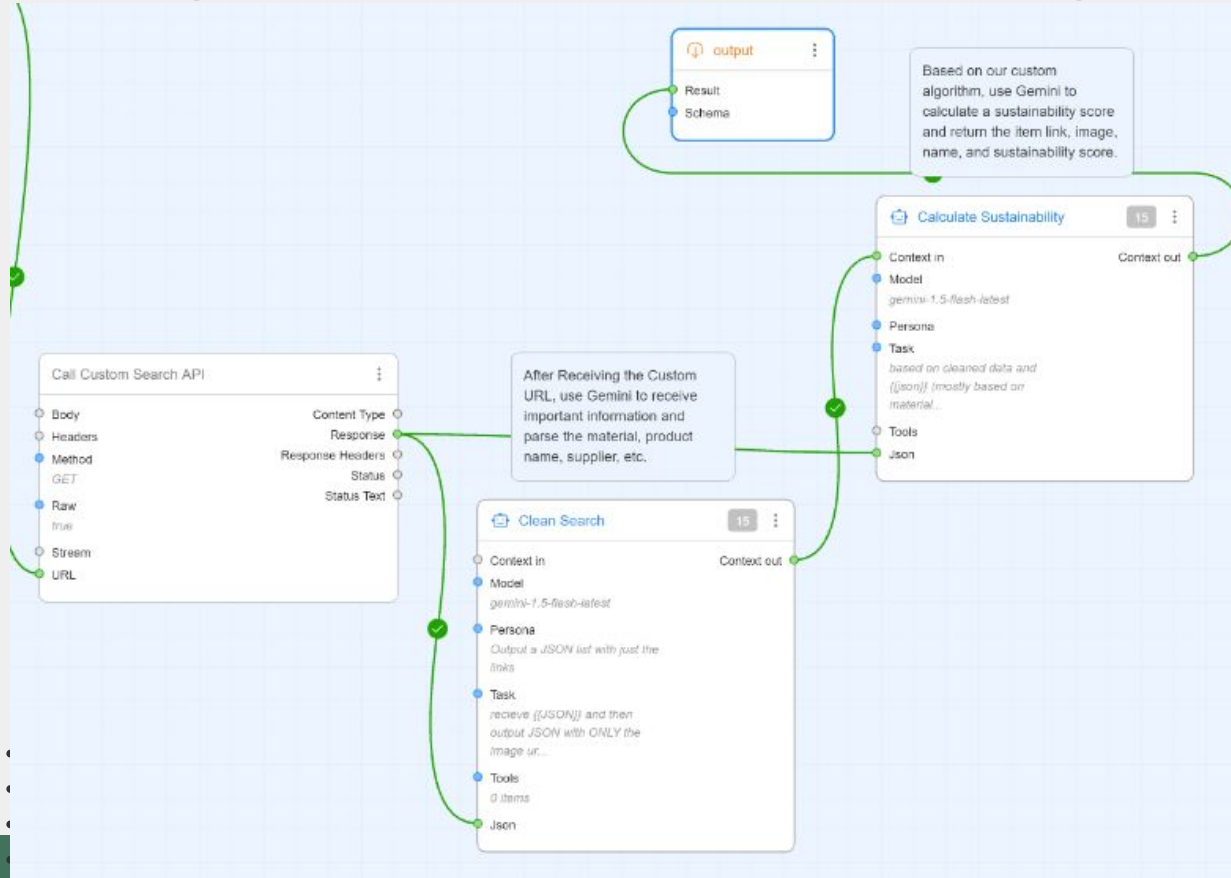 output
Result
Schema
Based on our custom
algorithm, use Gemini to
calculate a sustainability score
and return the item link, image,
name, and sustainability score.
Calculate Sustainability 15
Context in Context out
Model
gemini-1.5-flash-latest
Persona
Task
based on cleaned data and
{{json}} (mostly based on
material...
Tools
Json
Call Custom Search API
Body Content Type
Headers Response
Method Response Headers
GET Status
Raw Status Text
true
Stream
URL
After Receiving the Custom
URL, use Gemini to receive
important information and
parse the material, product
name, supplier, etc.
Clean Search 15
Context in Context out
Model
gemini-1.5-flash-latest
Persona
Output a JSON list with just the
links
Task
recieve {{JSON}} and then
output JSON with ONLY the
image ur...
Tools
0 items
Json